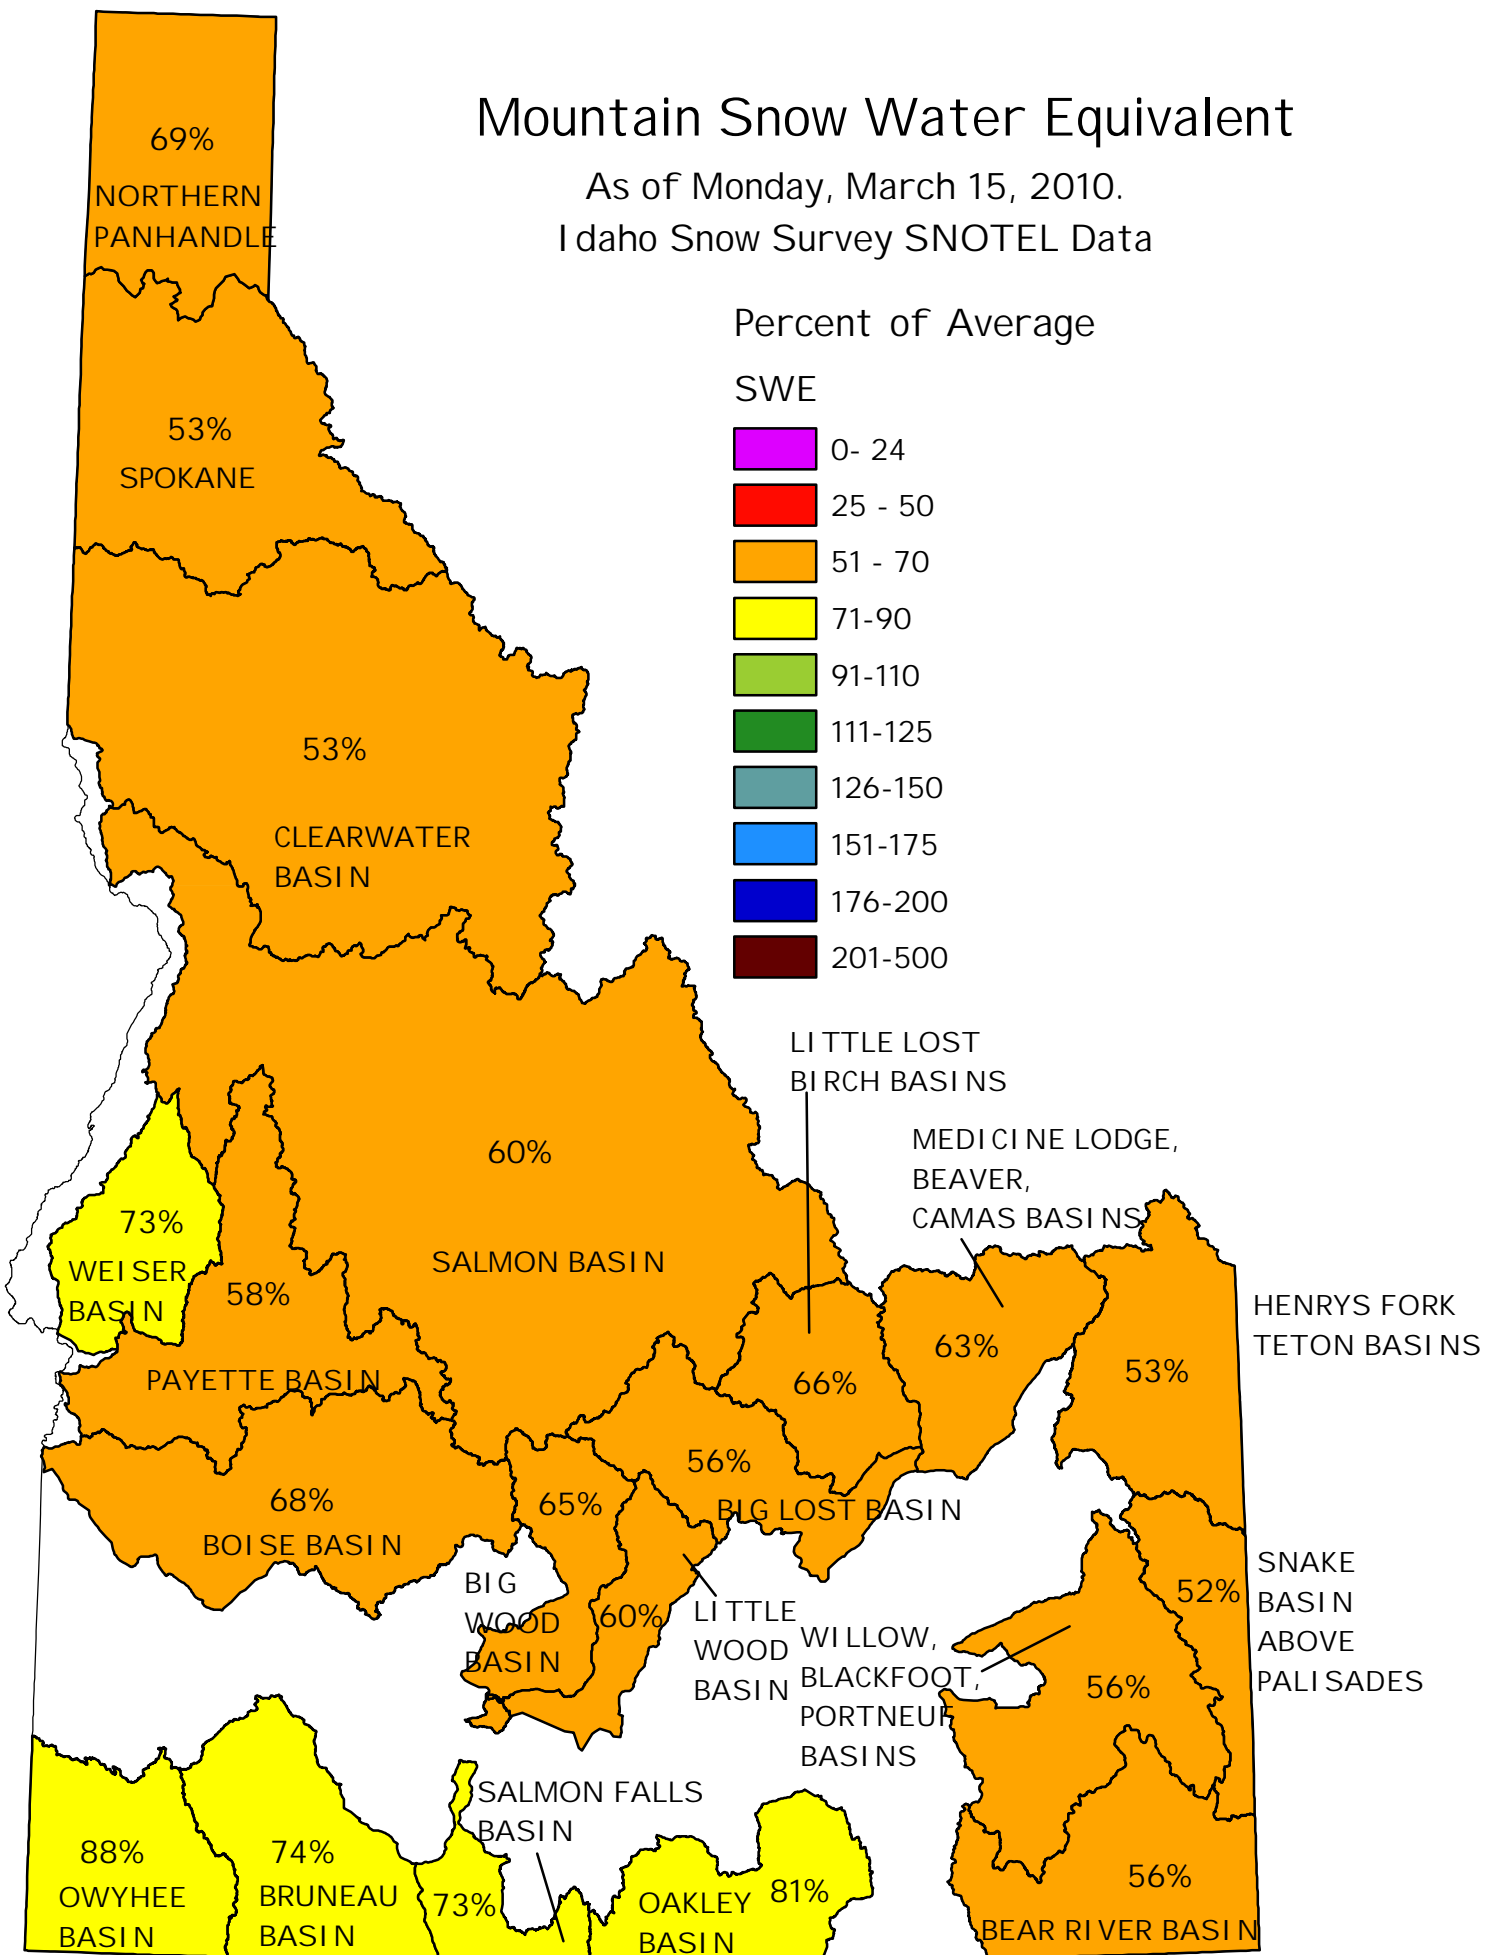 Mountain Snow Water Equivalent
As of Monday, March 15, 2010.
Idaho Snow Survey SNOTEL Data
Percent of Average
SWE
0- 24
25 - 50
51 - 70
71-90
91-110
111-125
126-150
151-175
176-200
201-500
69%
NORTHERN
PANHANDLE
53%
SPOKANE
53%
CLEARWATER
BASIN
60%
SALMON BASIN
LITTLE LOST
BIRCH BASINS
66%
MEDICINE LODGE,
BEAVER,
CAMAS BASINS
63%
HENRYS FORK
TETON BASINS
53%
73%
WEISER
BASIN
58%
PAYETTE BASIN
68%
BOISE BASIN
65%
BIG
WOOD
BASIN
56%
BIG LOST BASIN
60%
LITTLE
WOOD
BASIN
WILLOW,
BLACKFOOT,
PORTNEUF
BASINS
56%
52%
SNAKE
BASIN
ABOVE
PALISADES
88%
OWYHEE
BASIN
74%
BRUNEAU
BASIN
SALMON FALLS
BASIN
73%
OAKLEY
BASIN
81%
56%
BEAR RIVER BASIN